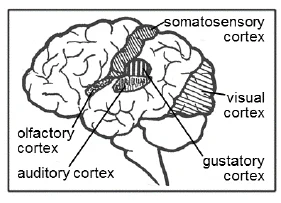 somatosensory
cortex
visual
cortex
olfactory
cortex
auditory cortex
gustatory
cortex